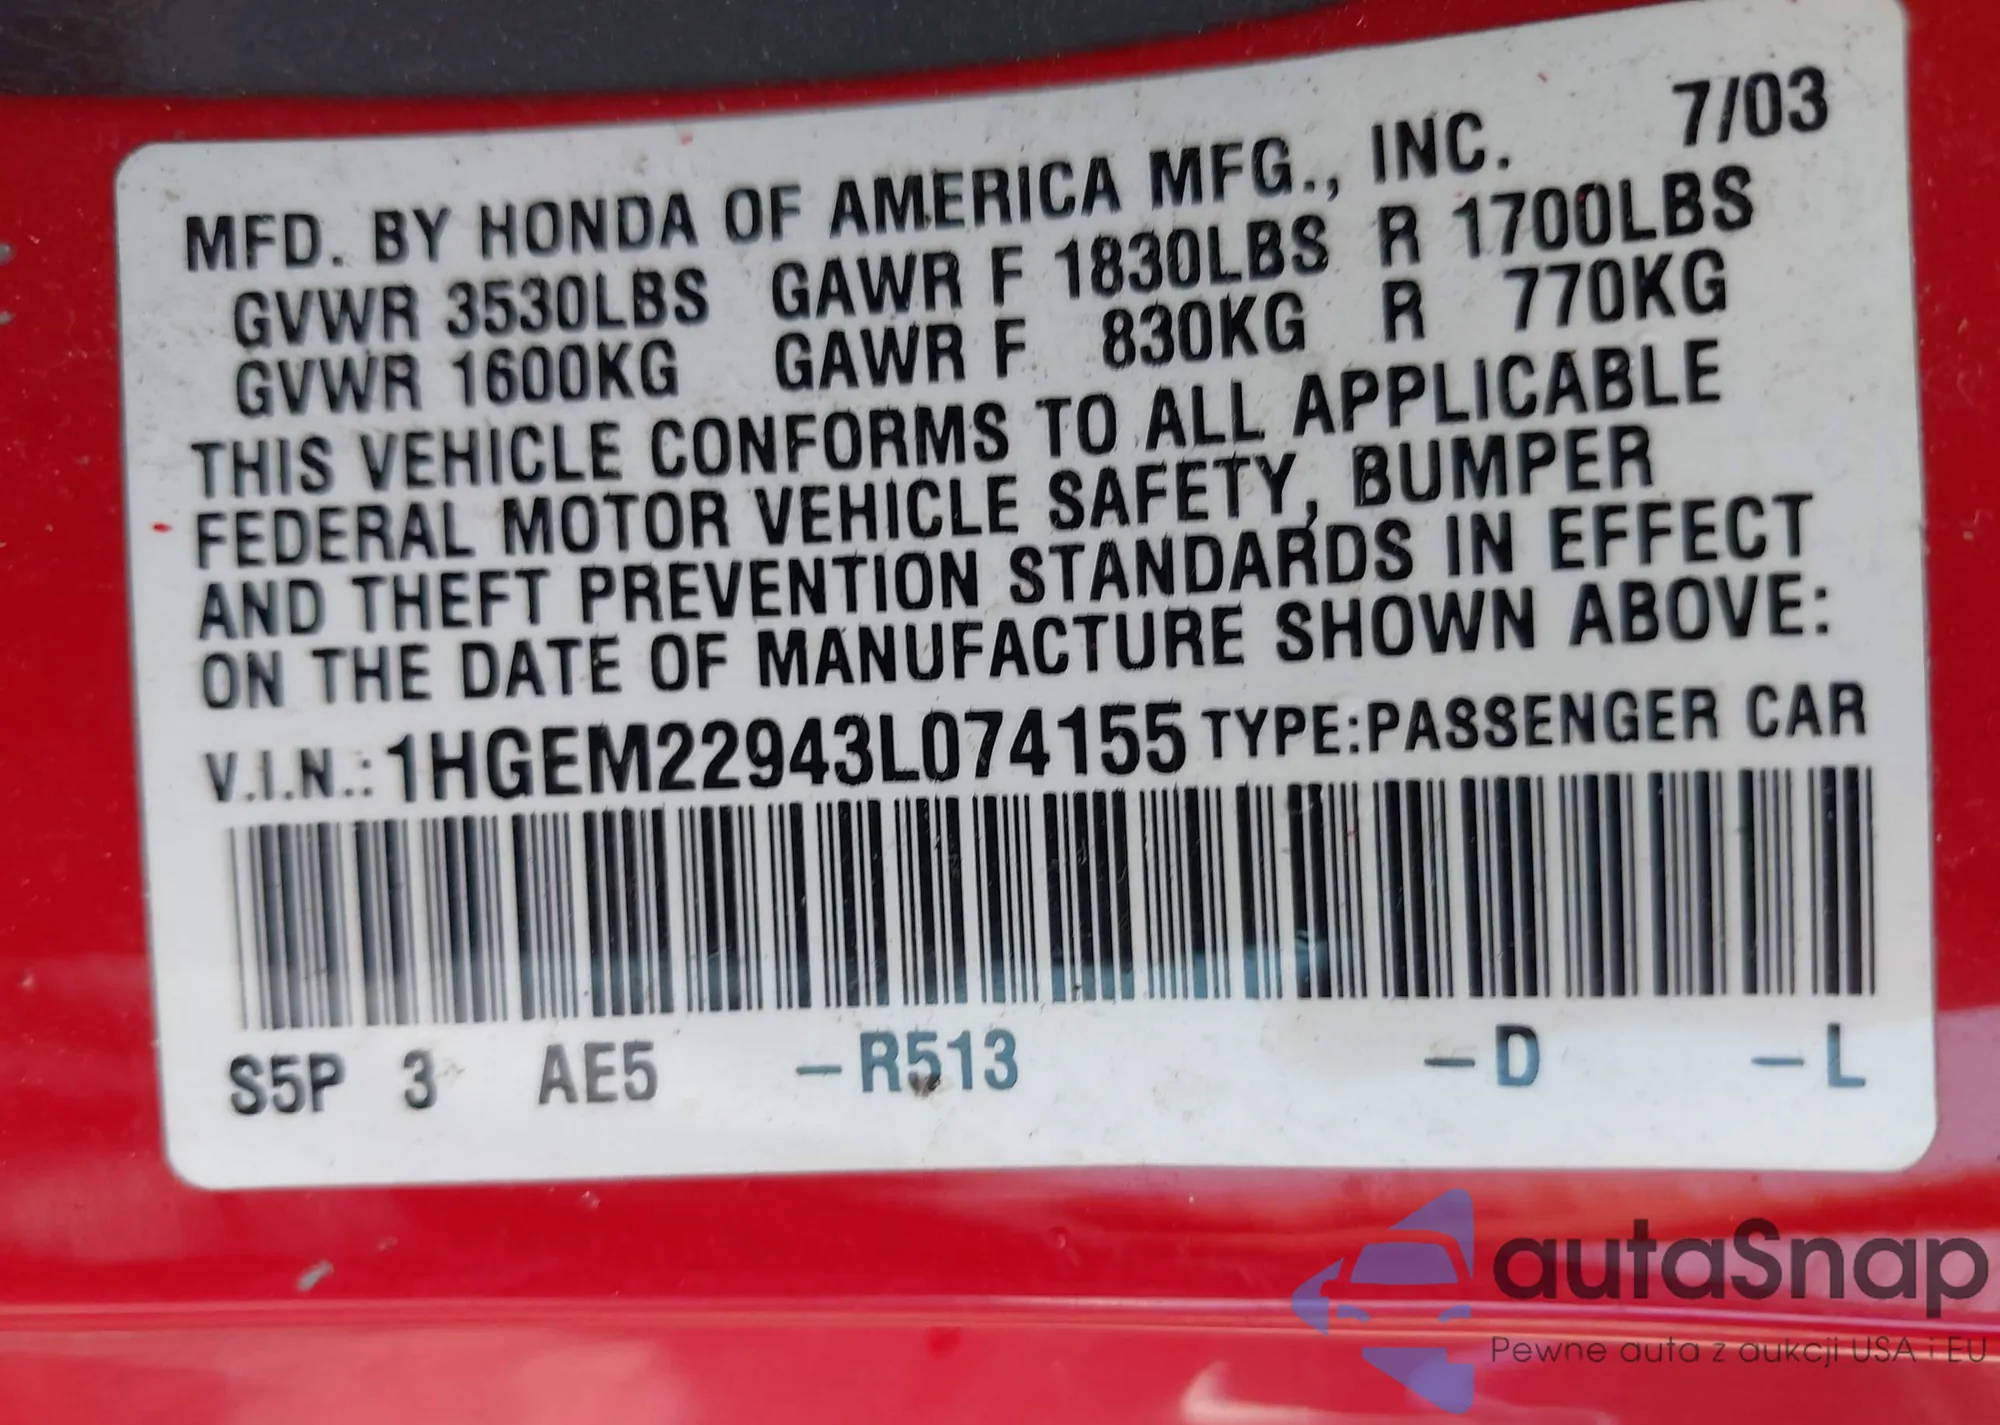 MFD. BY HONDA OF AMERICA MFG., INC. 7/03
GVWR 3530LBS GAWR F 1830LBS R 1700LBS
GVWR 1600KG GAWR F 830KG R 770KG
THIS VEHICLE CONFORMS TO ALL APPLICABLE
FEDERAL MOTOR VEHICLE SAFETY, BUMPER
AND THEFT PREVENTION STANDARDS IN EFFECT
ON THE DATE OF MANUFACTURE SHOWN ABOVE:
V.I.N.: 1HGEM22943L074155 TYPE:PASSENGER CAR
S5P 3 AE5 –R513 –D –L
autaSnap
Pewne auta z aukcji USA i EU